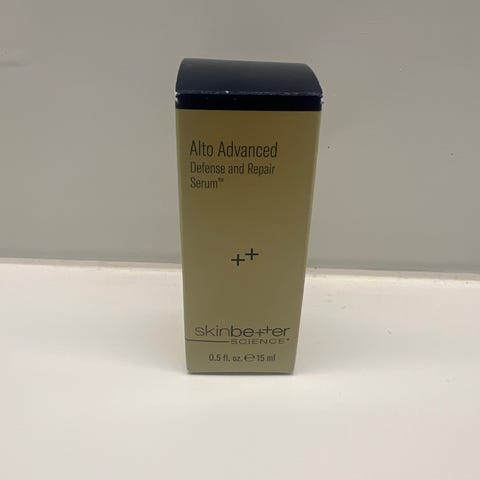 Alto Advanced
Defense and Repair
Serum™
++
skinbetter
SCIENCE®
0.5 fl. oz. ℮ 15 ml